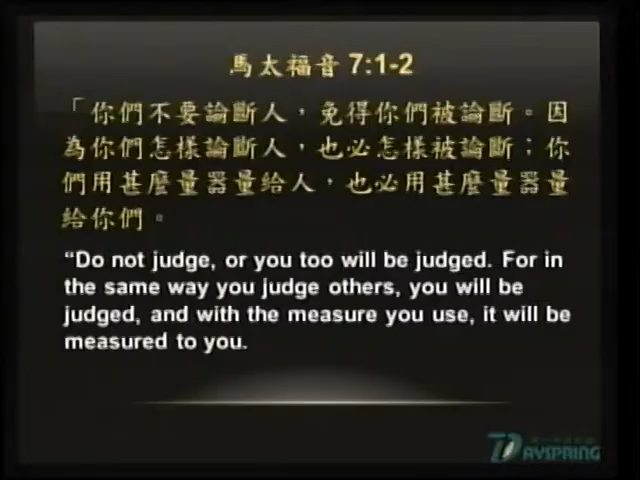 馬太福音 7:1-2
「你們不要論斷人，免得你們被論斷。因
為你們怎樣論斷人，也必怎樣被論斷；你
們用甚麼量器量給人，也必用甚麼量器量
給你們。
“Do not judge, or you too will be judged. For in
the same way you judge others, you will be
judged, and with the measure you use, it will be
measured to you.
DAYSPRING